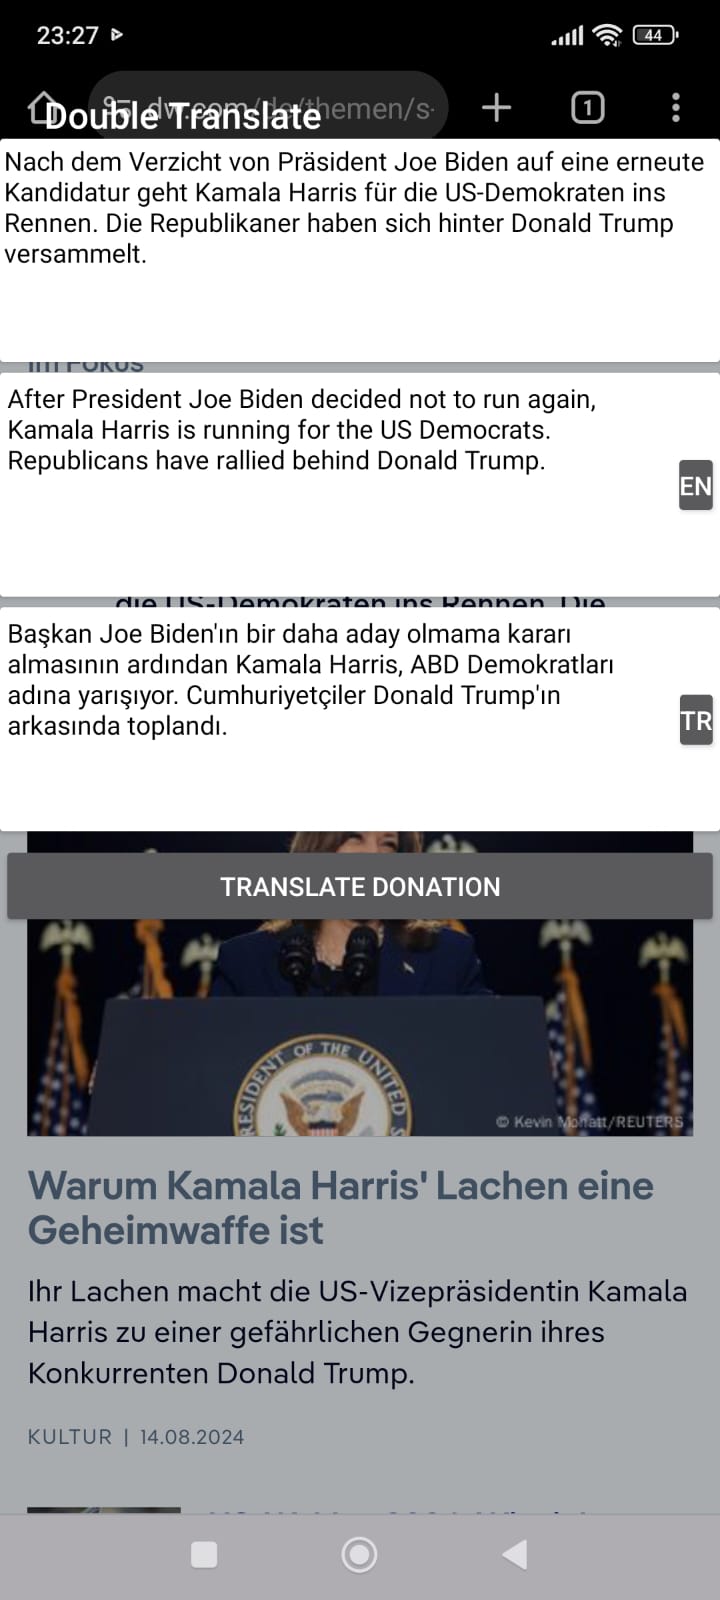 23:27
44
dw.com/de/themen/s
1
Double Translate
Nach dem Verzicht von Präsident Joe Biden auf eine erneute
Kandidatur geht Kamala Harris für die US-Demokraten ins
Rennen. Die Republikaner haben sich hinter Donald Trump
versammelt.
Im Fokus
After President Joe Biden decided not to run again,
Kamala Harris is running for the US Democrats.
Republicans have rallied behind Donald Trump.
EN
die US-Demokraten ins Rennen. Die
Başkan Joe Biden'ın bir daha aday olmama kararı
almasının ardından Kamala Harris, ABD Demokratları
adına yarışıyor. Cumhuriyetçiler Donald Trump'ın
arkasında toplandı.
TR
TRANSLATE DONATION
RESIDENT OF THE UNITED S
© Kevin Mohatt/REUTERS
Warum Kamala Harris' Lachen eine
Geheimwaffe ist
Ihr Lachen macht die US-Vizepräsidentin Kamala
Harris zu einer gefährlichen Gegnerin ihres
Konkurrenten Donald Trump.
KULTUR | 14.08.2024